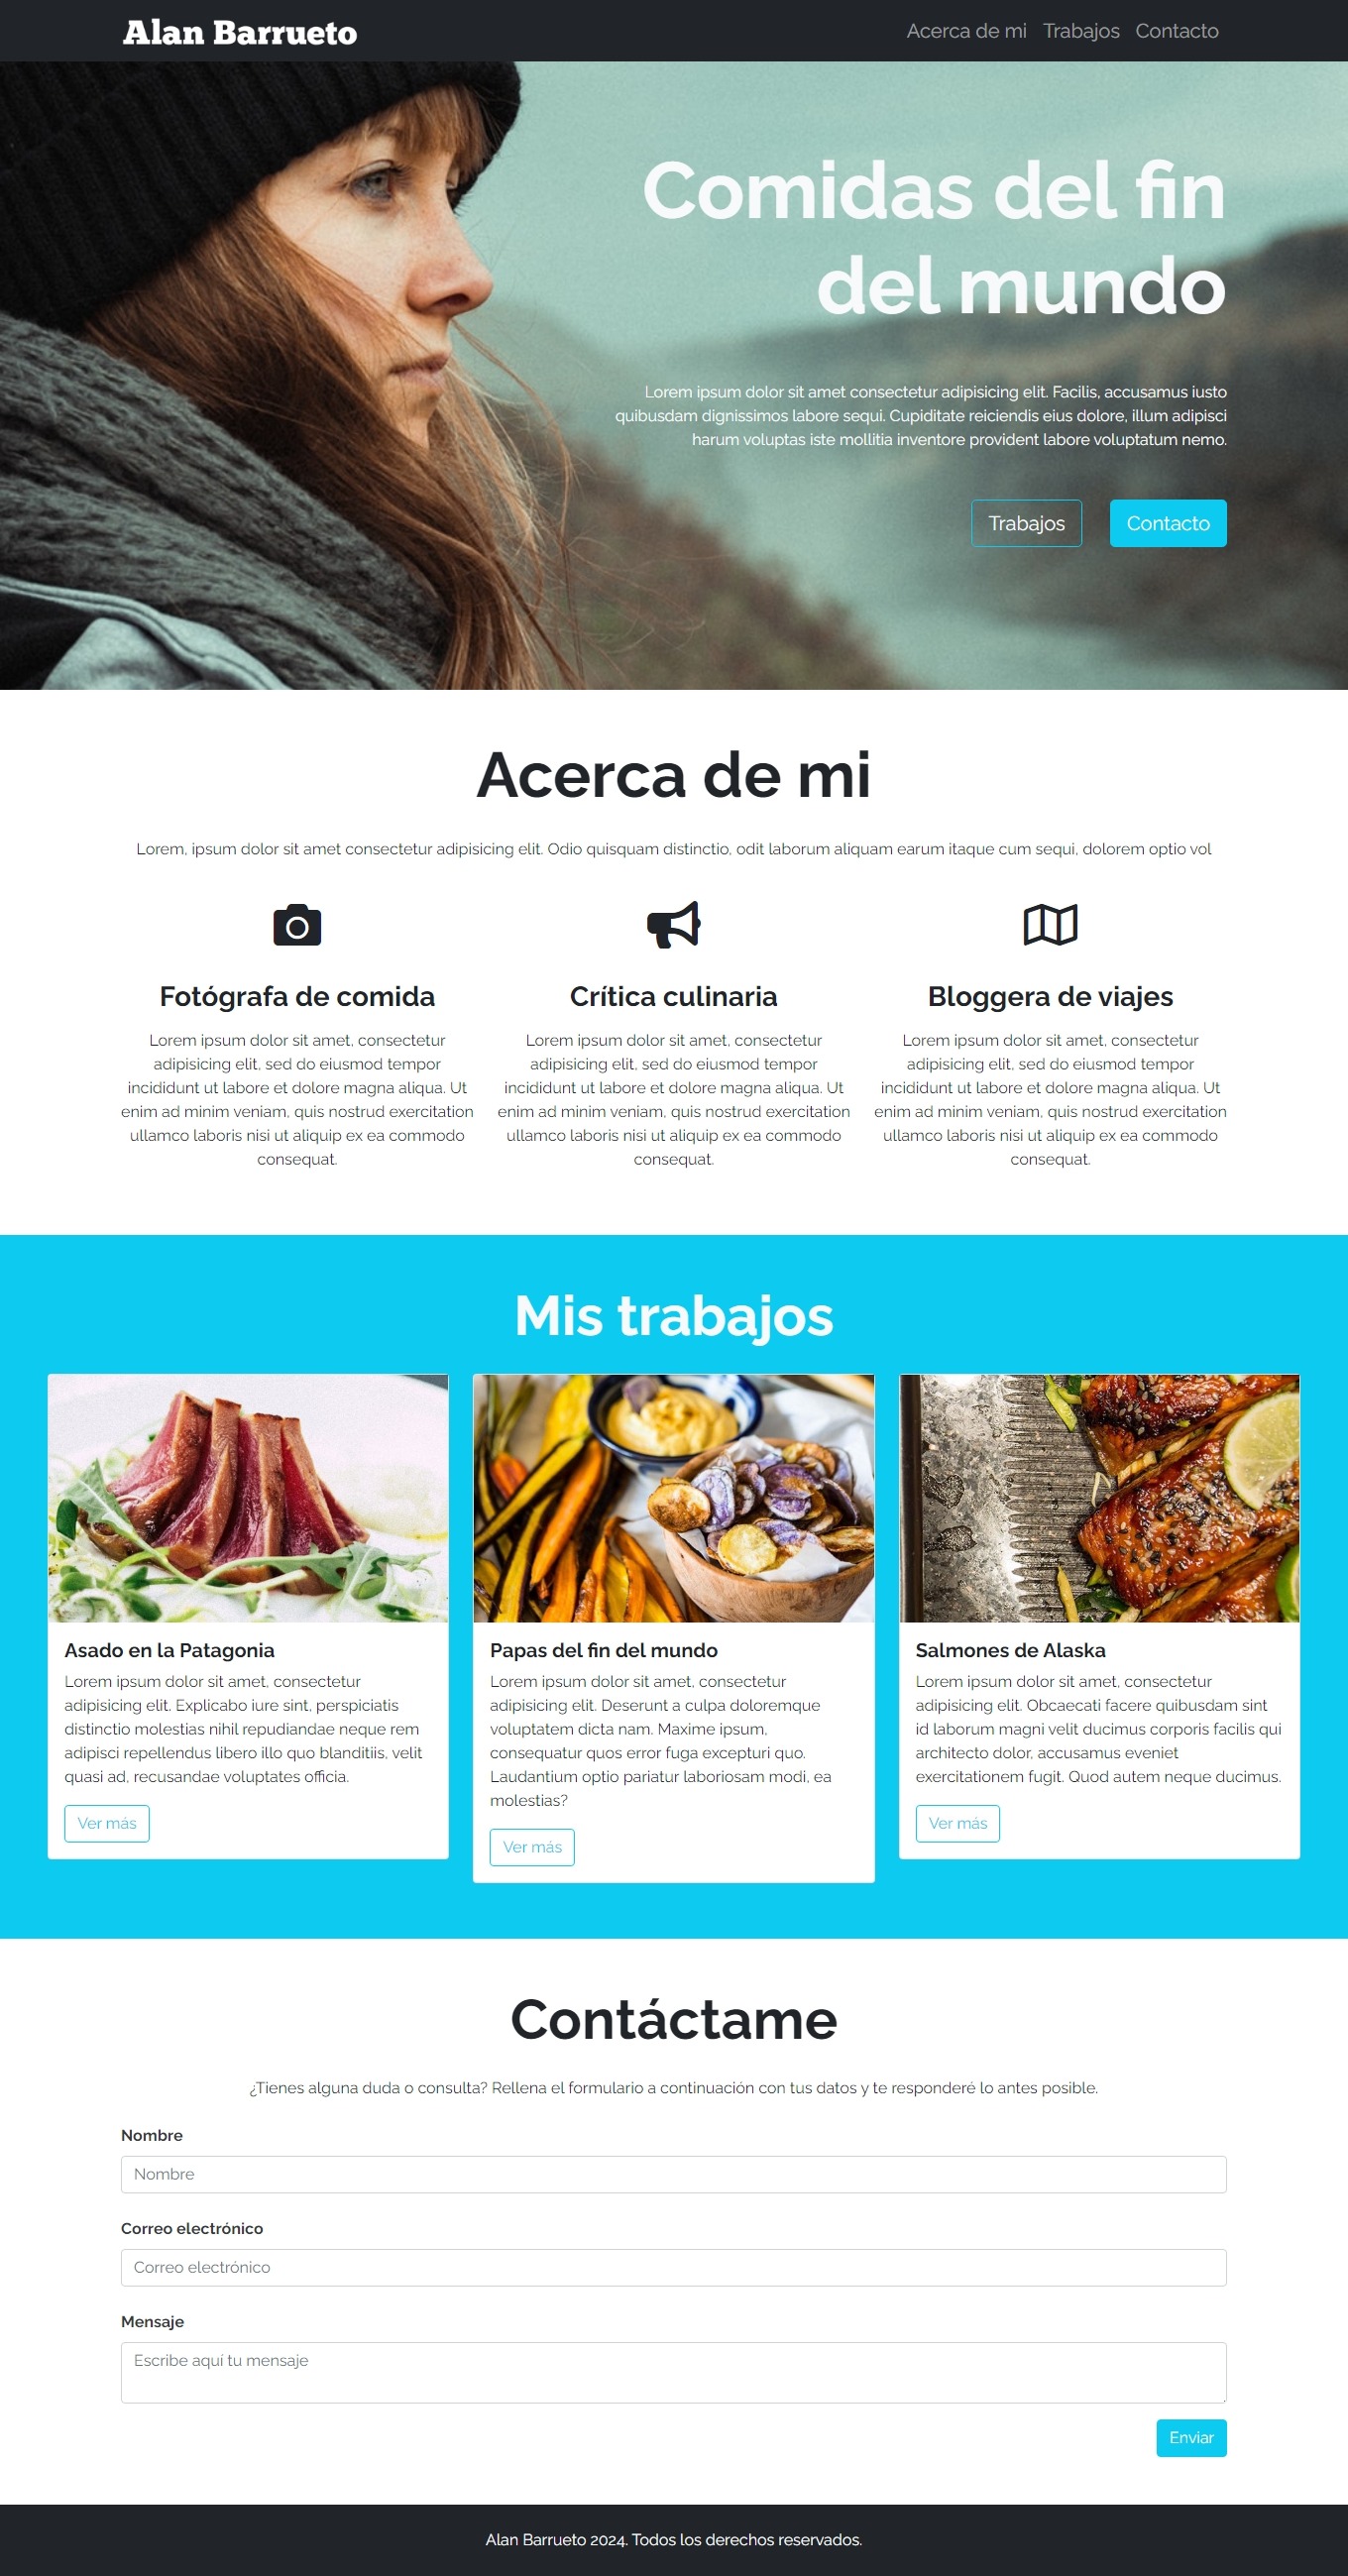 Alan Barrueto
Acerca de mi Trabajos Contacto
Comidas del fin
del mundo
Lorem ipsum dolor sit amet consectetur adipisicing elit. Facilis, accusamus iusto
quibusdam dignissimos labore sequi. Cupiditate reiciendis eius dolore, illum adipisci
harum voluptas iste mollitia inventore provident labore voluptatum nemo.
Trabajos
Contacto
Acerca de mi
Lorem, ipsum dolor sit amet consectetur adipisicing elit. Odio quisquam distinctio, odit laborum aliquam earum itaque cum sequi, dolorem optio vol
Fotógrafa de comida
Lorem ipsum dolor sit amet, consectetur
adipisicing elit, sed do eiusmod tempor
incididunt ut labore et dolore magna aliqua. Ut
enim ad minim veniam, quis nostrud exercitation
ullamco laboris nisi ut aliquip ex ea commodo
consequat.
Crítica culinaria
Lorem ipsum dolor sit amet, consectetur
adipisicing elit, sed do eiusmod tempor
incididunt ut labore et dolore magna aliqua. Ut
enim ad minim veniam, quis nostrud exercitation
ullamco laboris nisi ut aliquip ex ea commodo
consequat.
Bloggera de viajes
Lorem ipsum dolor sit amet, consectetur
adipisicing elit, sed do eiusmod tempor
incididunt ut labore et dolore magna aliqua. Ut
enim ad minim veniam, quis nostrud exercitation
ullamco laboris nisi ut aliquip ex ea commodo
consequat.
Mis trabajos
Asado en la Patagonia
Lorem ipsum dolor sit amet, consectetur
adipisicing elit. Explicabo iure sint, perspiciatis
distinctio molestias nihil repudiandae neque rem
adipisci repellendus libero illo quo blanditiis, velit
quasi ad, recusandae voluptates officia.
Ver más
Papas del fin del mundo
Lorem ipsum dolor sit amet, consectetur
adipisicing elit. Deserunt a culpa doloremque
voluptatem dicta nam. Maxime ipsum,
consequatur quos error fuga excepturi quo.
Laudantium optio pariatur laboriosam modi, ea
molestias?
Ver más
Salmones de Alaska
Lorem ipsum dolor sit amet, consectetur
adipisicing elit. Obcaecati facere quibusdam sint
id laborum magni velit ducimus corporis facilis qui
architecto dolor, accusamus eveniet
exercitationem fugit. Quod autem neque ducimus.
Ver más
Contáctame
¿Tienes alguna duda o consulta? Rellena el formulario a continuación con tus datos y te responderé lo antes posible.
Nombre
Nombre
Correo electrónico
Correo electrónico
Mensaje
Escribe aquí tu mensaje
Enviar
Alan Barrueto 2024. Todos los derechos reservados.